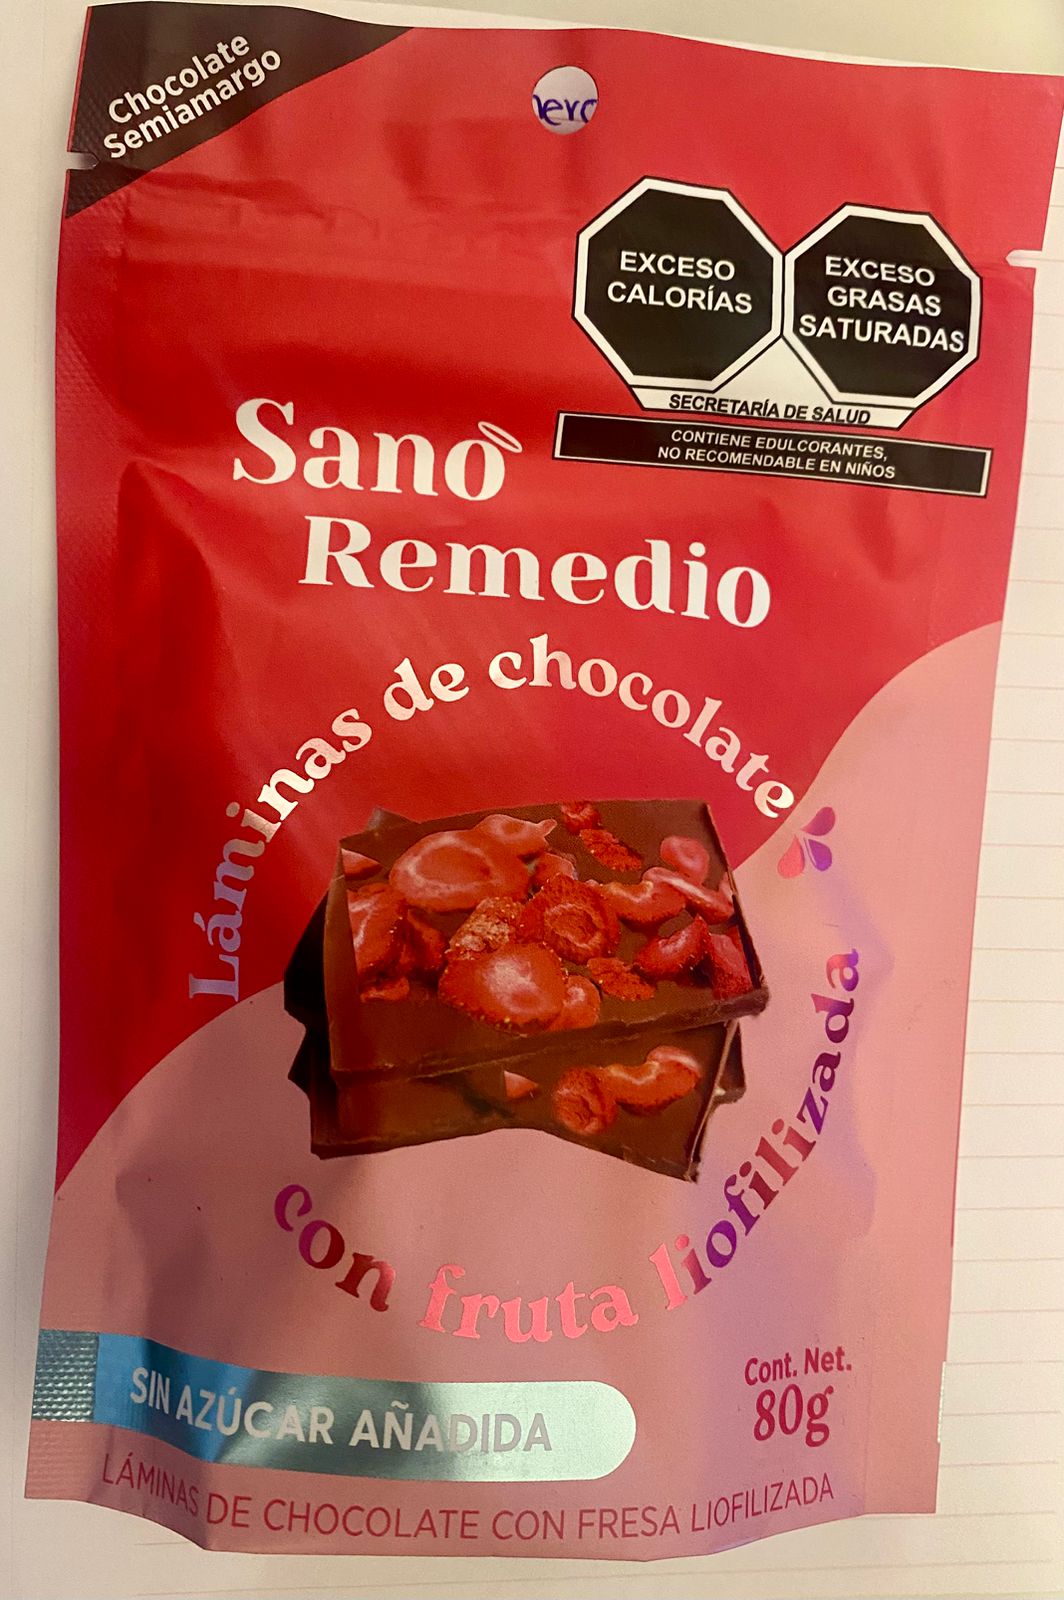 Chocolate
Semiamargo
EXCESO
CALORÍAS
EXCESO
GRASAS
SATURADAS
SECRETARÍA DE SALUD
CONTIENE EDULCORANTES,
NO RECOMENDABLE EN NIÑOS
Sano
Remedio
Láminas de chocolate
con fruta liofilizada
SIN AZÚCAR AÑADIDA
Cont. Net.
80g
LÁMINAS DE CHOCOLATE CON FRESA LIOFILIZADA